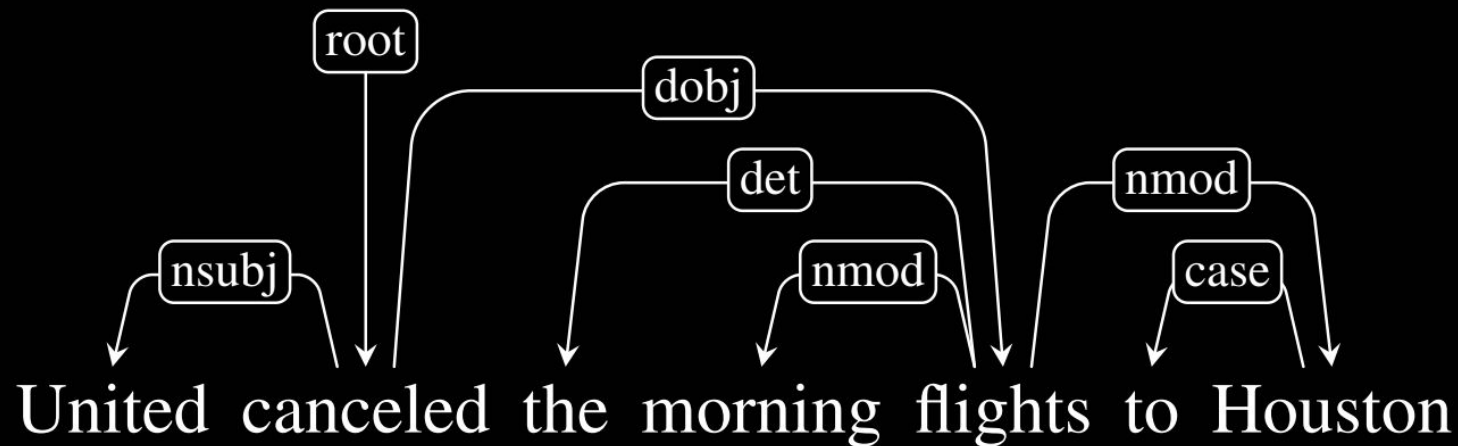 root
dobj
det nmod
nsubj nmod case
United canceled the morning flights to Houston